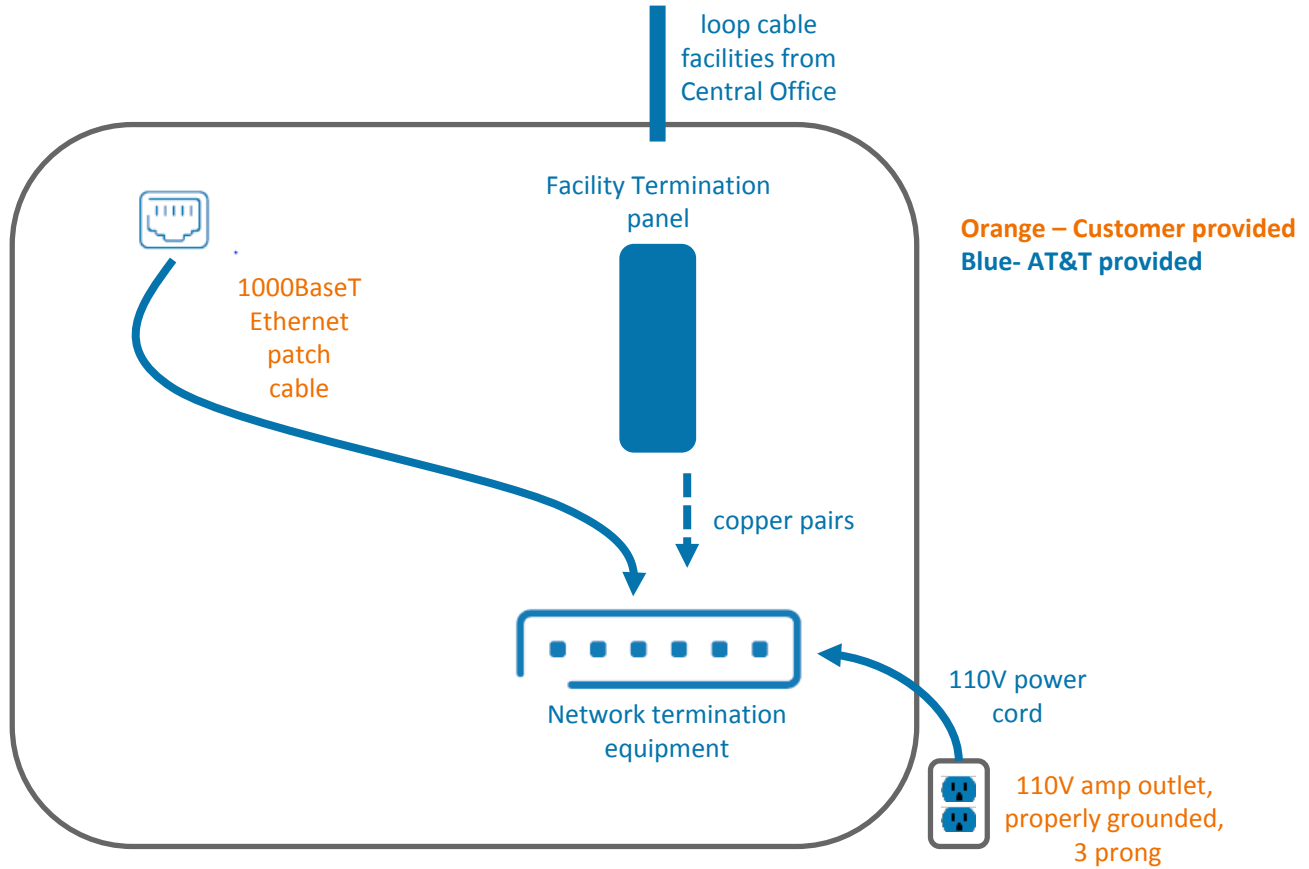 loop cable
facilities from
Central Office
Facility Termination
panel
Orange – Customer provided
Blue- AT&T provided
1000BaseT
Ethernet
patch
cable
copper pairs
110V power
cord
Network termination
equipment
110V amp outlet,
properly grounded,
3 prong